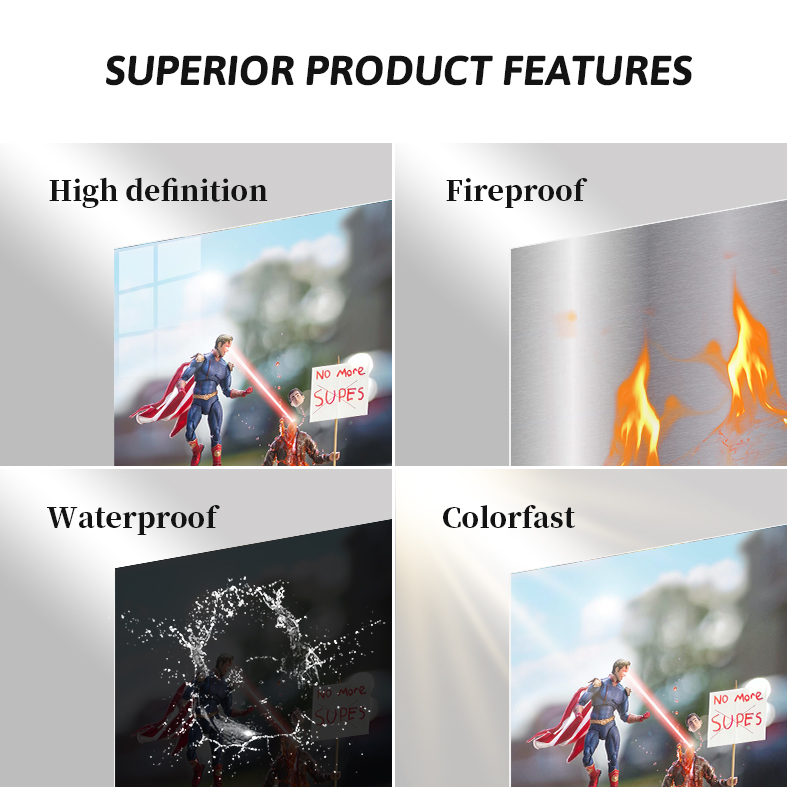 SUPERIOR PRODUCT FEATURES
High definition
Fireproof
NO More
SUPES
Waterproof
Colorfast
NO More
SUPES
NO More
SUPES